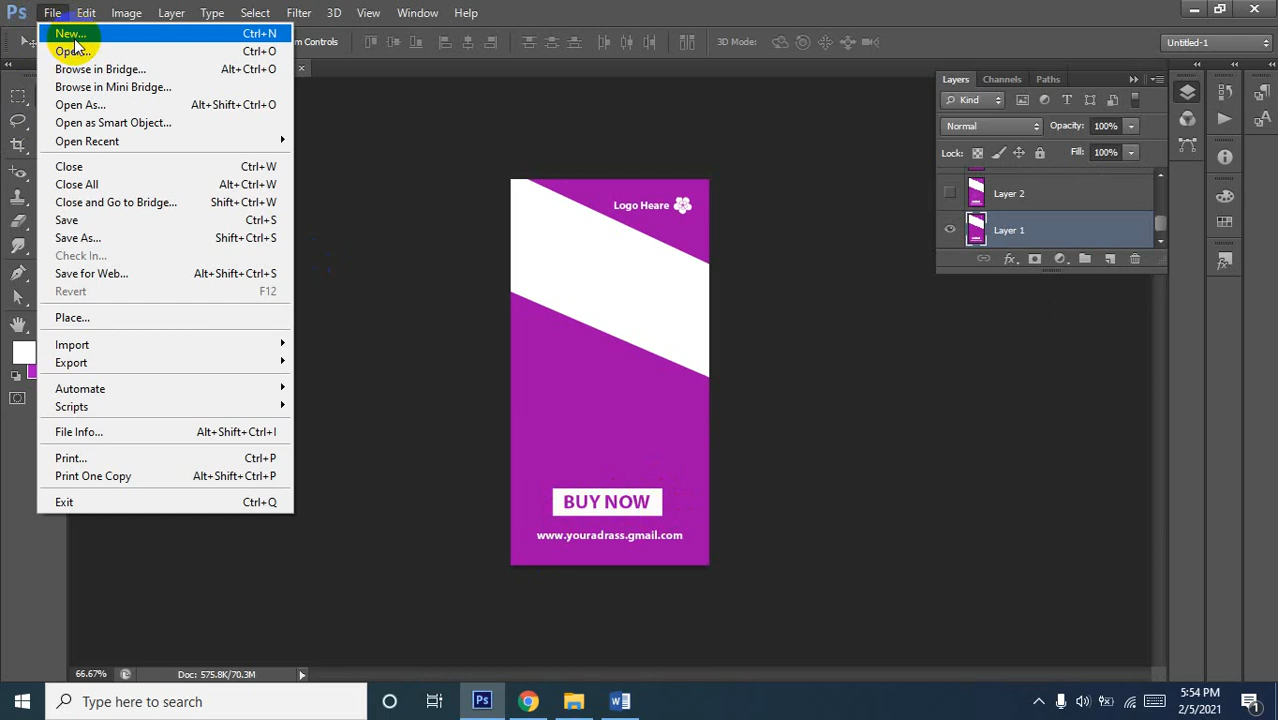 Ps File Edit Image Layer Type Select Filter 3D View Window Help
New... Ctrl+N
Open... Ctrl+O
Browse in Bridge... Alt+Ctrl+O
Browse in Mini Bridge...
Open As... Alt+Shift+Ctrl+O
Open as Smart Object...
Open Recent
Close Ctrl+W
Close All Alt+Ctrl+W
Close and Go to Bridge... Shift+Ctrl+W
Save Ctrl+S
Save As... Shift+Ctrl+S
Check In...
Save for Web... Alt+Shift+Ctrl+S
Revert F12
Place...
Import
Export
Automate
Scripts
File Info... Alt+Shift+Ctrl+I
Print... Ctrl+P
Print One Copy Alt+Shift+Ctrl+P
Exit Ctrl+Q
Controls
3D Mode:
Untitled-1
Layers Channels Paths
Kind
Normal Opacity: 100%
Lock: Fill: 100%
Layer 2
Layer 1
Logo Heare
BUY NOW
www.youradrass.gmail.com
66.67% Doc: 575.8K/70.3M
Type here to search
Ps
5:54 PM
2/5/2021
1